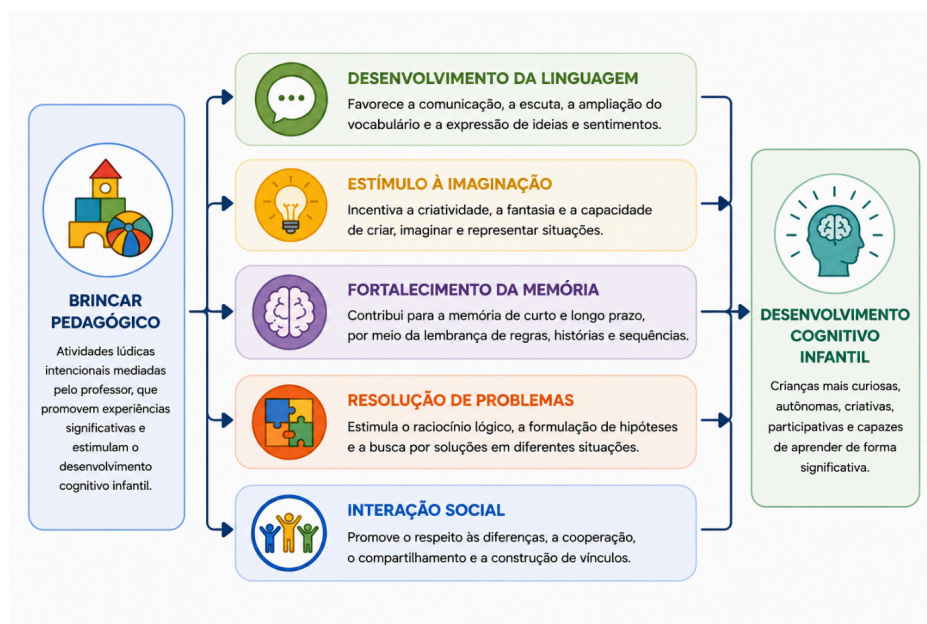 BRINCAR
PEDAGÓGICO
Atividades lúdicas
intencionais mediadas
pelo professor, que
promovem experiências
significativas e
estimulam o
desenvolvimento
cognitivo infantil.
DESENVOLVIMENTO DA LINGUAGEM
Favorece a comunicação, a escuta, a ampliação do
vocabulário e a expressão de ideias e sentimentos.
ESTÍMULO À IMAGINAÇÃO
Incentiva a criatividade, a fantasia e a capacidade
de criar, imaginar e representar situações.
FORTALECIMENTO DA MEMÓRIA
Contribui para a memória de curto e longo prazo,
por meio da lembrança de regras, histórias e sequências.
RESOLUÇÃO DE PROBLEMAS
Estimula o raciocínio lógico, a formulação de hipóteses
e a busca por soluções em diferentes situações.
INTERAÇÃO SOCIAL
Promove o respeito às diferenças, a cooperação,
o compartilhamento e a construção de vínculos.
DESENVOLVIMENTO
COGNITIVO
INFANTIL
Crianças mais curiosas,
autônomas, criativas,
participativas e capazes
de aprender de forma
significativa.